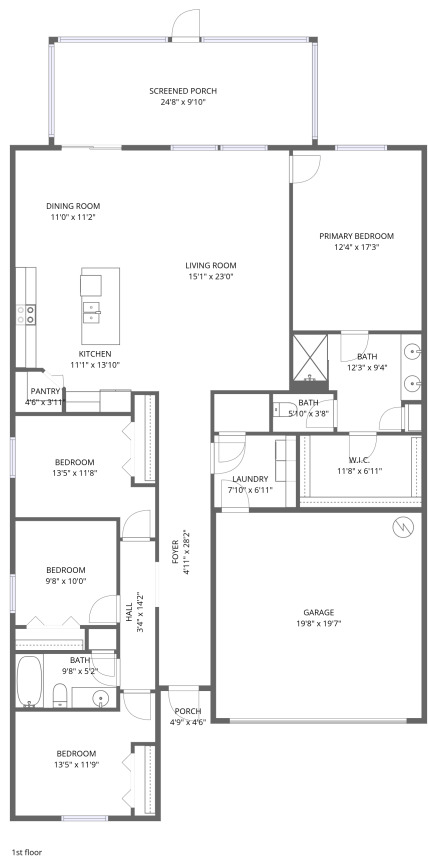 SCREENED PORCH
24'8" x 9'10"
DINING ROOM
11'0" x 11'2"
PRIMARY BEDROOM
12'4" x 17'3"
LIVING ROOM
15'1" x 23'0"
KITCHEN
11'1" x 13'10"
BATH
12'3" x 9'4"
PANTRY
4'6" x 3'11"
BATH
5'10" x 3'8"
BEDROOM
13'5" x 11'8"
W.I.C.
11'8" x 6'11"
LAUNDRY
7'10" x 6'11"
FOYER
4'11" x 28'2"
BEDROOM
9'8" x 10'0"
HALL
3'4" x 14'2"
GARAGE
19'8" x 19'7"
BATH
9'8" x 5'2"
PORCH
4'9" x 4'6"
BEDROOM
13'5" x 11'9"
1st floor